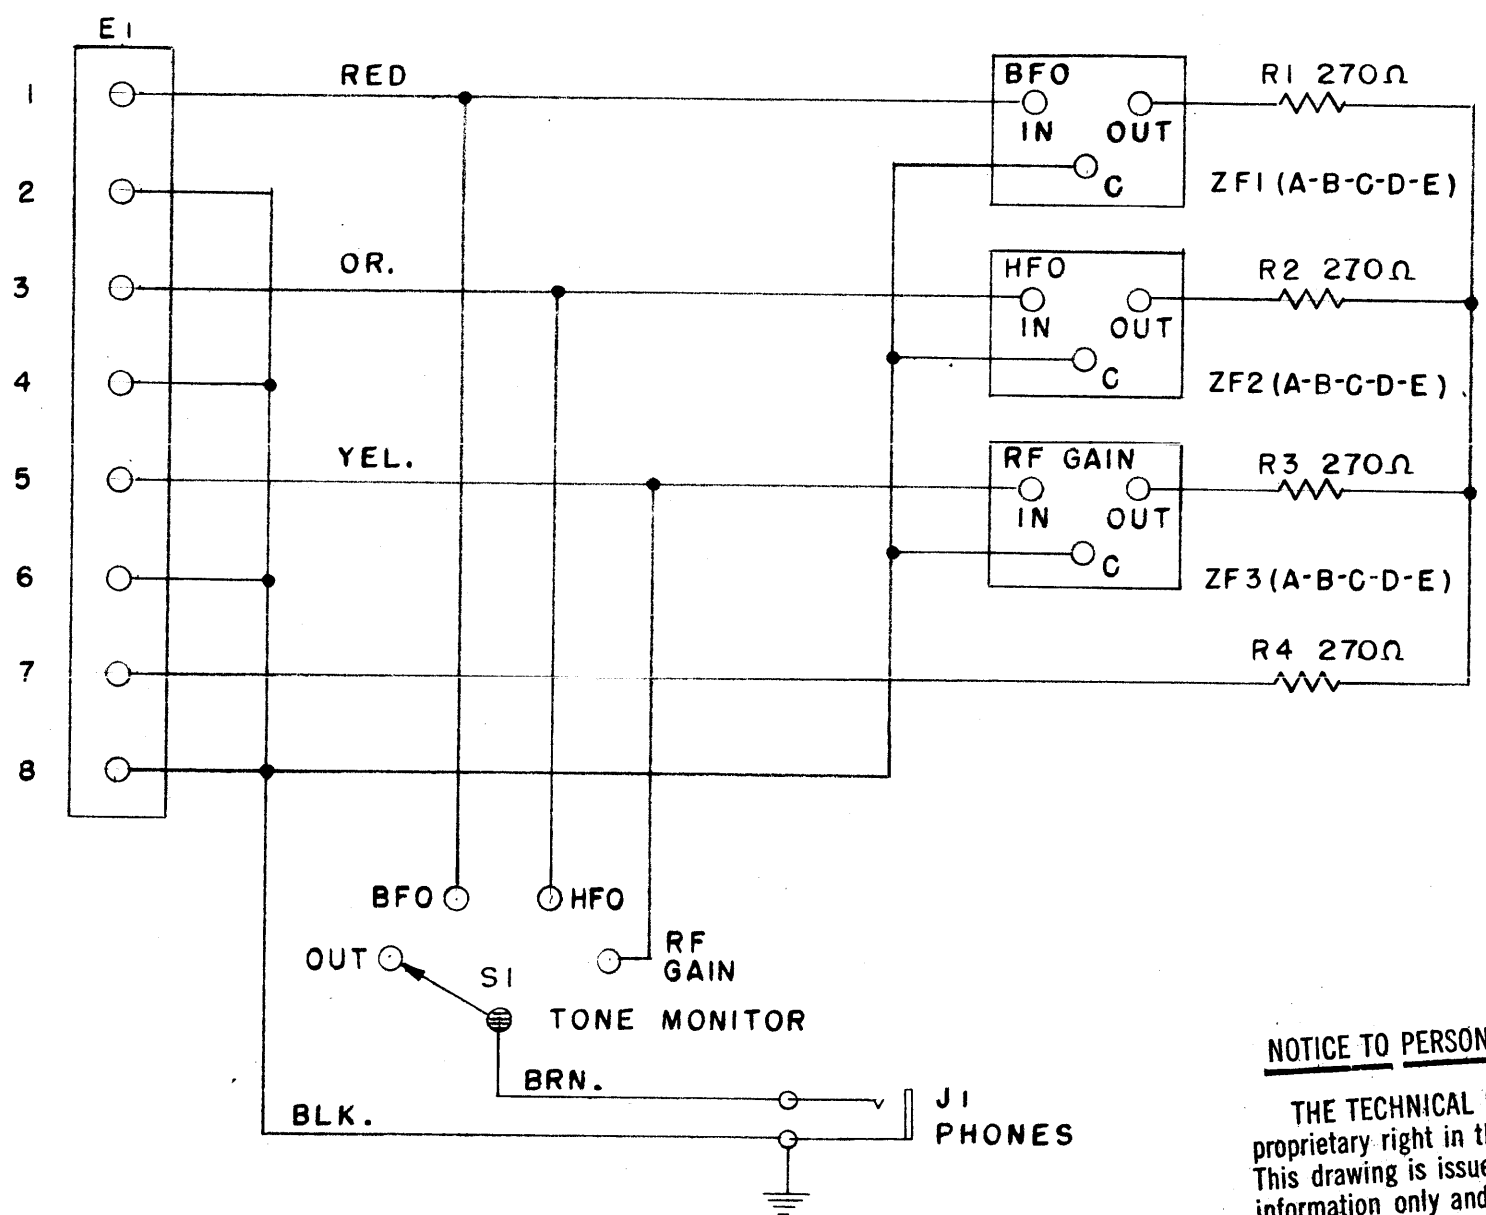 E1
1
RED
BFO
IN OUT
C
R1 270Ω
ZF1 (A-B-C-D-E)
2
3
OR.
HFO
IN OUT
C
R2 270Ω
ZF2 (A-B-C-D-E)
4
5
YEL.
RF GAIN
IN OUT
C
R3 270Ω
ZF3 (A-B-C-D-E)
6
7
R4 270Ω
8
BFO
HFO
OUT
RF
GAIN
S1
TONE MONITOR
BRN.
BLK.
J1
PHONES
NOTICE TO PERSON
THE TECHNICAL
proprietary right in
This drawing is
information only and